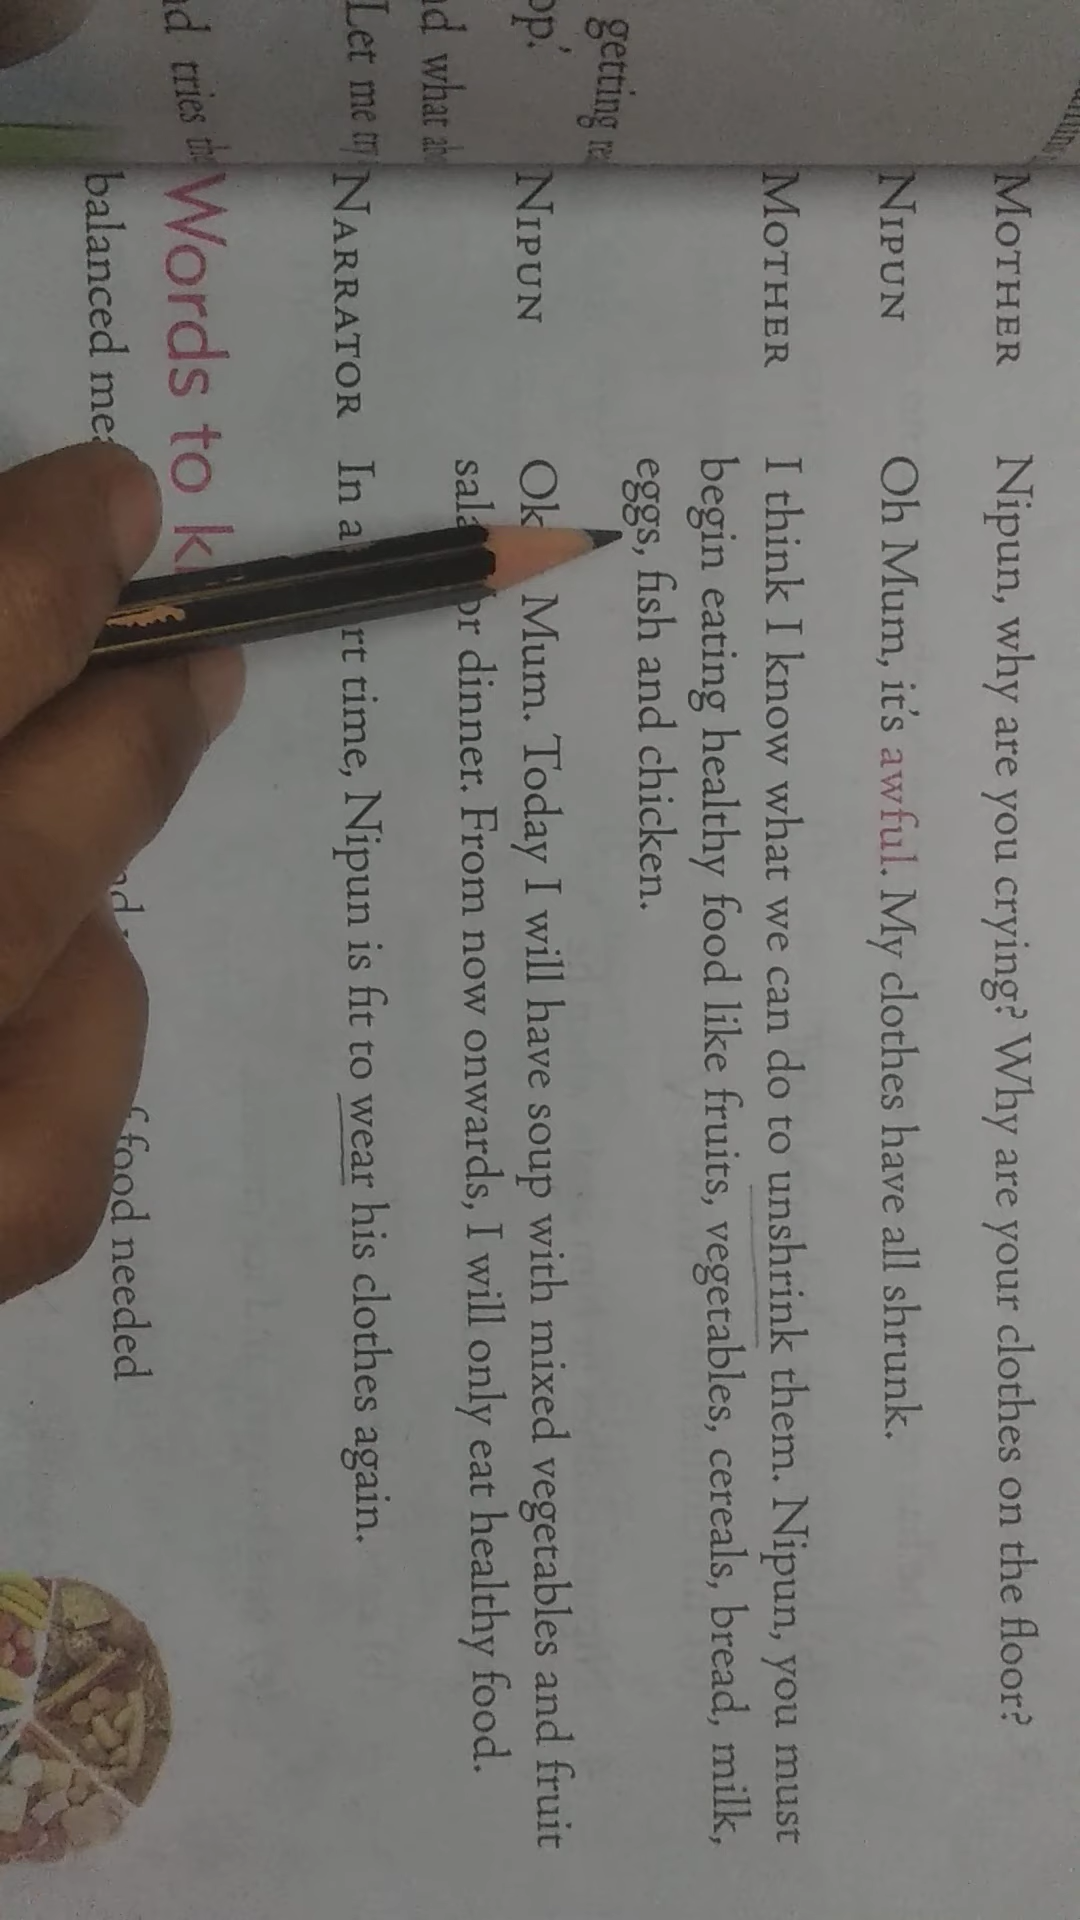 MOTHER Nipun, why are you crying? Why are your clothes on the floor?
NIPUN Oh Mum, it's awful. My clothes have all shrunk.
MOTHER I think I know what we can do to unshrink them. Nipun, you must
begin eating healthy food like fruits, vegetables, cereals, bread, milk,
eggs, fish and chicken.
NIPUN Mum. Today I will have soup with mixed vegetables and fruit
dinner. From now onwards, I will only eat healthy food.
NARRATOR In a time, Nipun is fit to wear his clothes again.
Words to
balanced food needed
getting
op.'
what
Let me try
tries